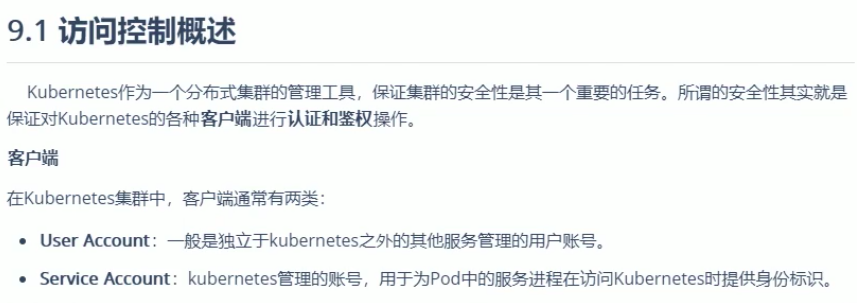 9.1 访问控制概述
Kubernetes作为一个分布式集群的管理工具，保证集群的安全性是其一个重要的任务。所谓的安全性其实就是
保证对Kubernetes的各种客户端进行认证和鉴权操作。
客户端
在Kubernetes集群中，客户端通常有两类：
• User Account：一般是独立于kubernetes之外的其他服务管理的用户账号。
• Service Account：kubernetes管理的账号，用于为Pod中的服务进程在访问Kubernetes时提供身份标识。